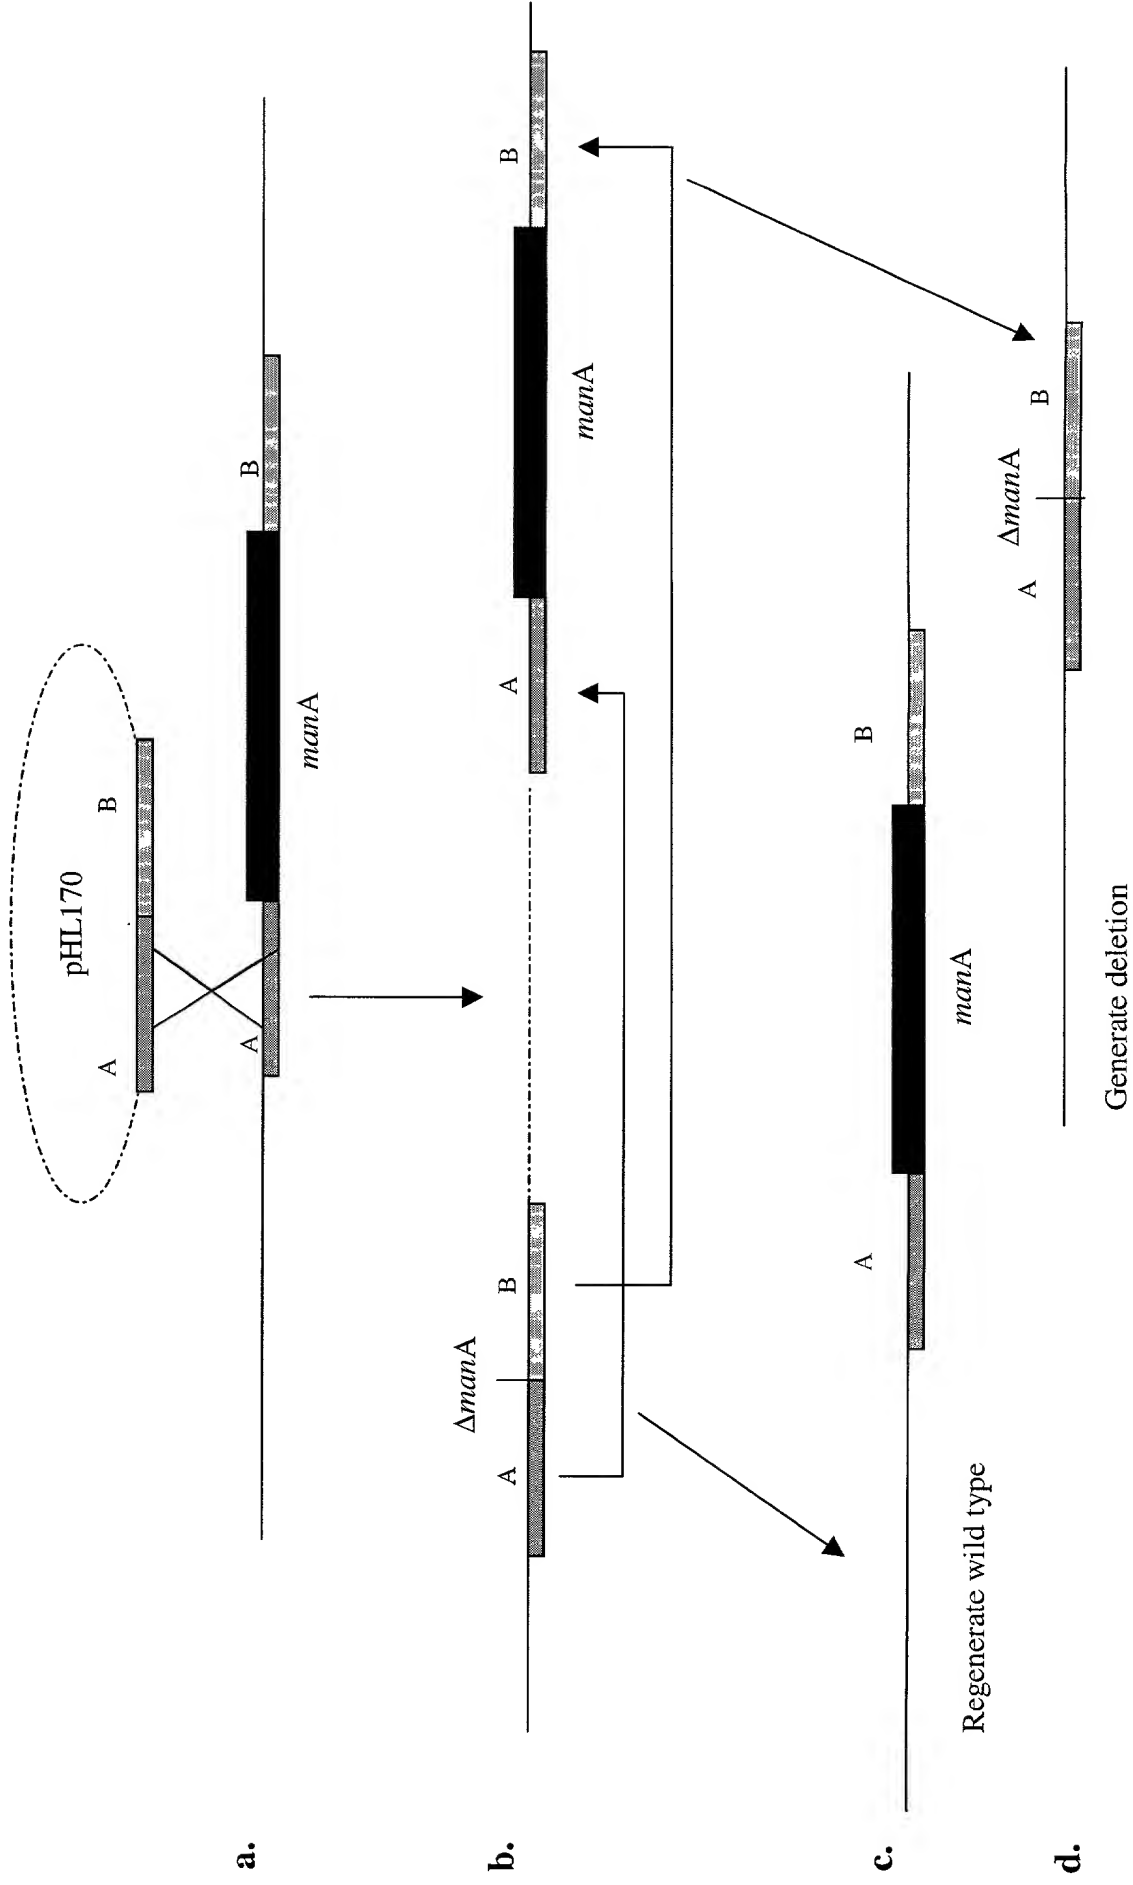 pHL170
A B
a.
A B
manA
ΔmanA
b.
A B A B
manA
c.
A B
manA
Regenerate wild type
ΔmanA
d.
A B
Generate deletion